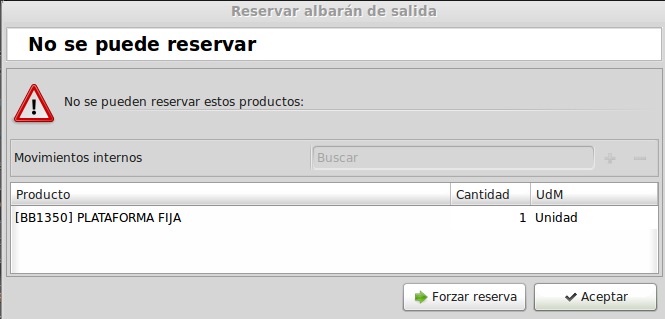 Reservar albarán de salida
No se puede reservar
No se pueden reservar estos productos:
Movimientos internos Buscar
Producto Cantidad UdM
[BB1350] PLATAFORMA FIJA 1 Unidad
Forzar reserva Aceptar